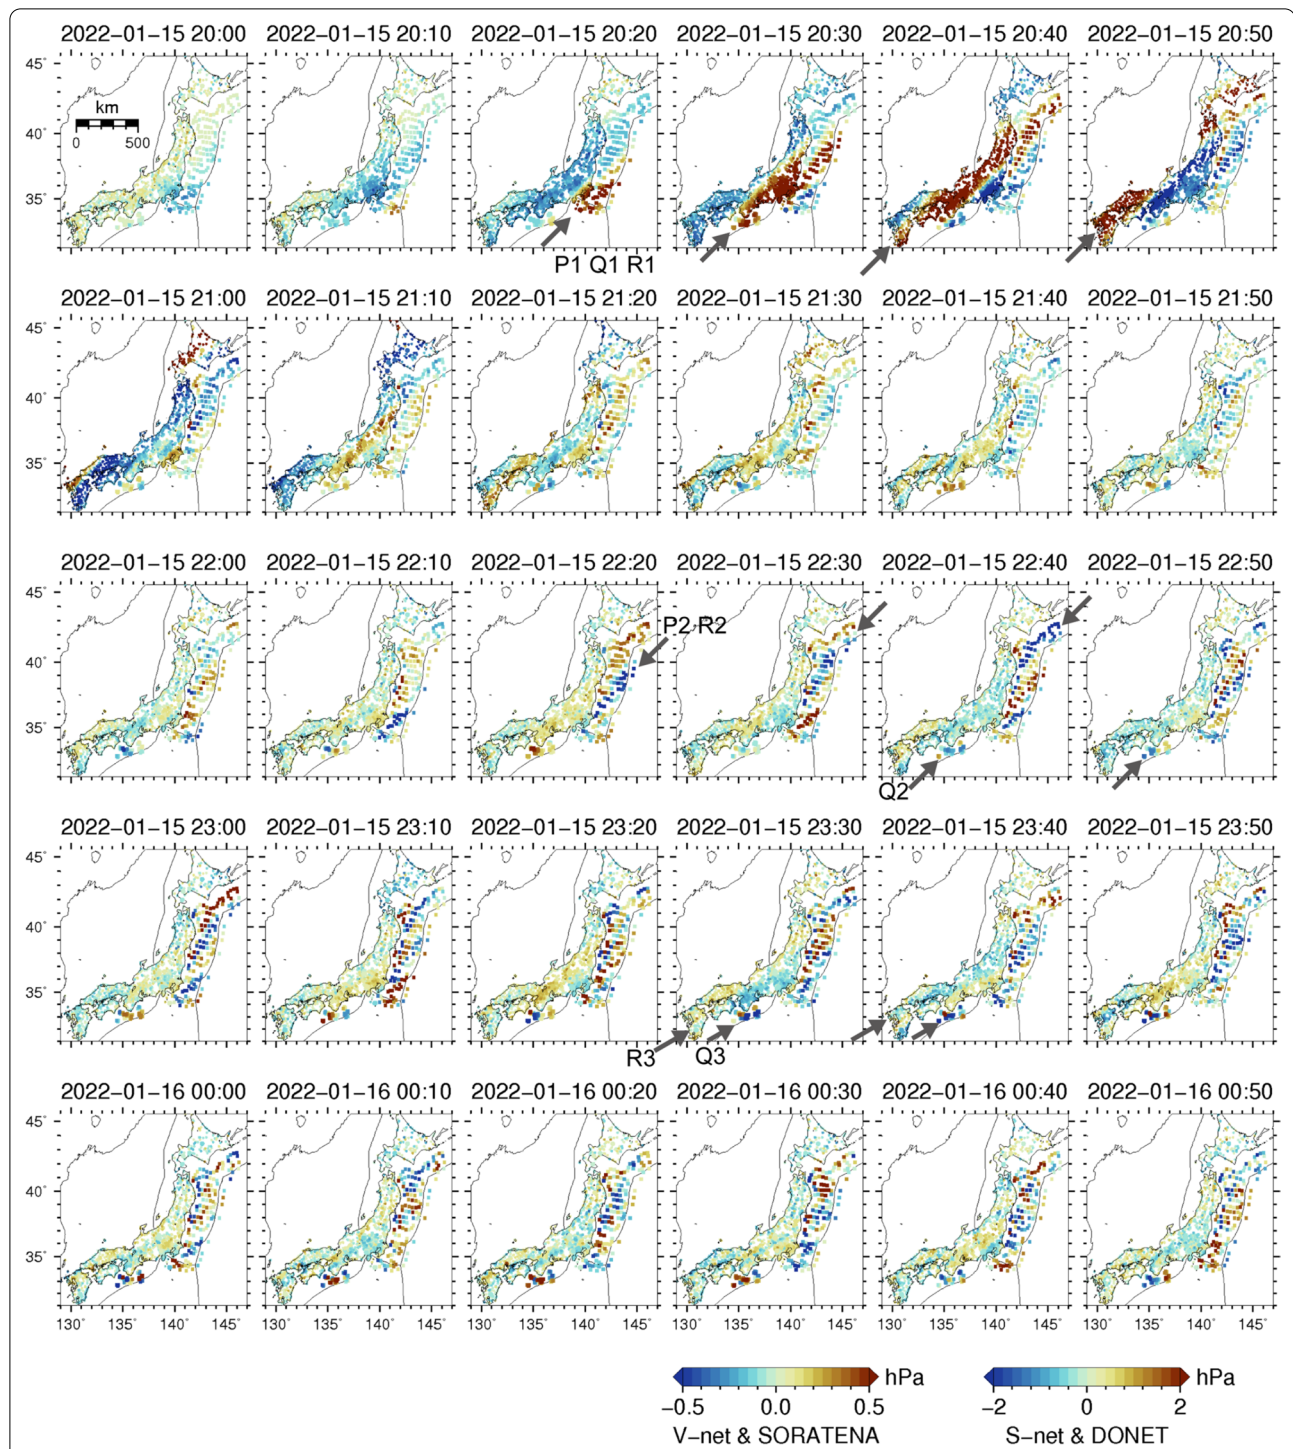 2022−01−15 20:00 2022−01−15 20:10 2022−01−15 20:20 2022−01−15 20:30 2022−01−15 20:40 2022−01−15 20:50
45°
km
0 500
40°
35°
P1 Q1 R1
2022−01−15 21:00 2022−01−15 21:10 2022−01−15 21:20 2022−01−15 21:30 2022−01−15 21:40 2022−01−15 21:50
45°
40°
35°
2022−01−15 22:00 2022−01−15 22:10 2022−01−15 22:20 2022−01−15 22:30 2022−01−15 22:40 2022−01−15 22:50
45°
P2 R2
40°
35°
Q2
2022−01−15 23:00 2022−01−15 23:10 2022−01−15 23:20 2022−01−15 23:30 2022−01−15 23:40 2022−01−15 23:50
45°
40°
35°
R3 Q3
2022−01−16 00:00 2022−01−16 00:10 2022−01−16 00:20 2022−01−16 00:30 2022−01−16 00:40 2022−01−16 00:50
45°
40°
35°
130° 135° 140° 145° 130° 135° 140° 145° 130° 135° 140° 145° 130° 135° 140° 145° 130° 135° 140° 145° 130° 135° 140° 145°
hPa hPa
−0.5 0.0 0.5 −2 0 2
V−net & SORATENA S−net & DONET